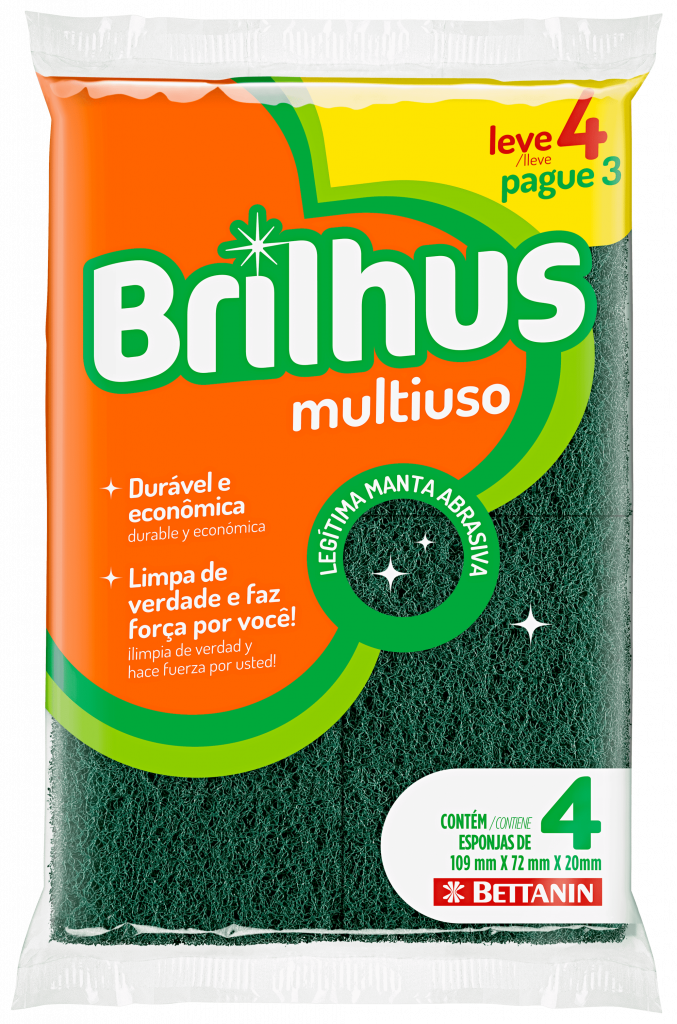 leve 4
/lleve
pague 3
Brilhus
multiuso
LEGÍTIMA MANTA ABRASIVA
Durável e
econômica
durable y económica
Limpa de
verdade e faz
força por você!
¡limpia de verdad y
hace fuerza por usted!
CONTÉM /CONTIENE 4
ESPONJAS DE
109 mm X 72 mm X 20mm
BETTANIN